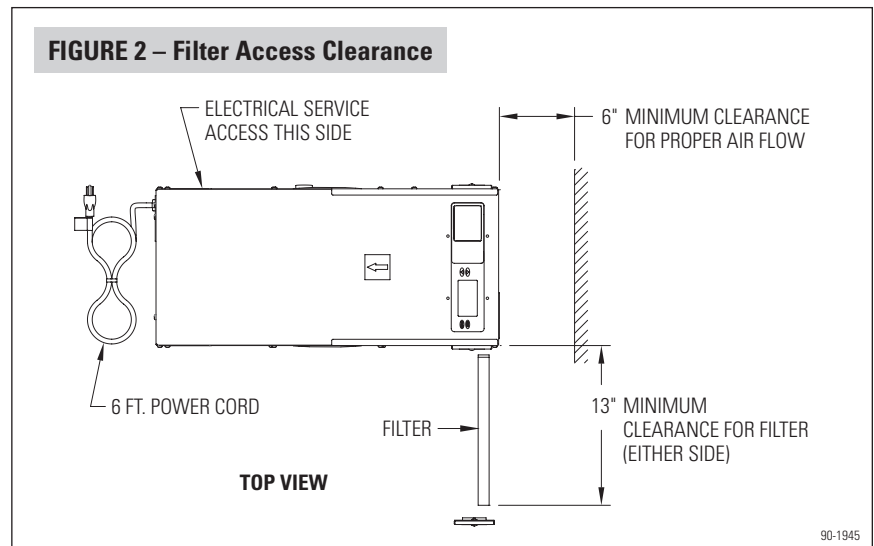 FIGURE 2 – Filter Access Clearance
ELECTRICAL SERVICE
ACCESS THIS SIDE
6" MINIMUM CLEARANCE
FOR PROPER AIR FLOW
6 FT. POWER CORD
FILTER
13" MINIMUM
CLEARANCE FOR FILTER
(EITHER SIDE)
TOP VIEW
90-1945